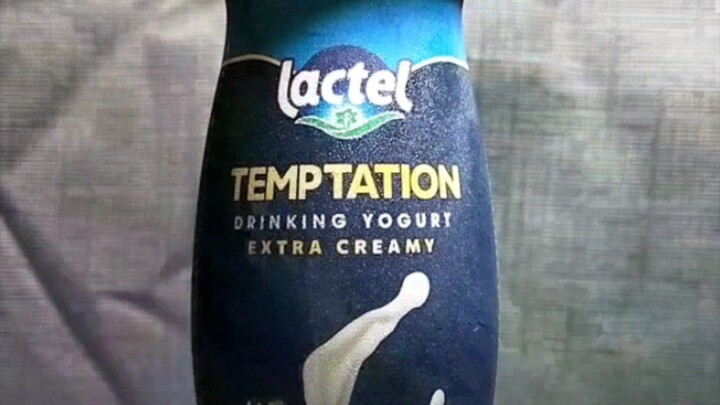 lactel
TEMPTATION
DRINKING YOGURT
EXTRA CREAMY